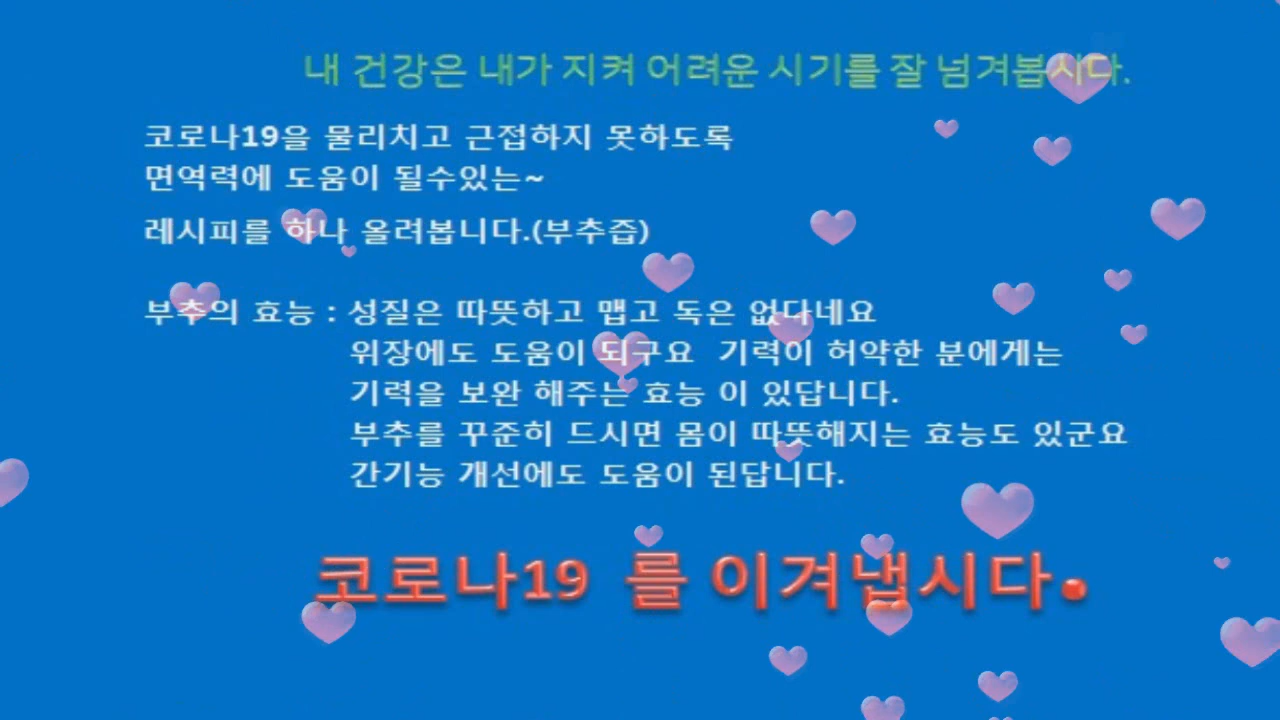 내 건강은 내가 지켜 어려운 시기를 잘 넘겨봅시다.
코로나19을 물리치고 근접하지 못하도록
면역력에 도움이 될수있는~
레시피를 하나 올려봅니다.(부추즙)
부추의 효능 : 성질은 따뜻하고 맵고 독은 없다네요
위장에도 도움이 되구요 기력이 허약한 분에게는
기력을 보완 해주는 효능 이 있답니다.
부추를 꾸준히 드시면 몸이 따뜻해지는 효능도 있군요
간기능 개선에도 도움이 된답니다.
코로나19 를 이겨냅시다.